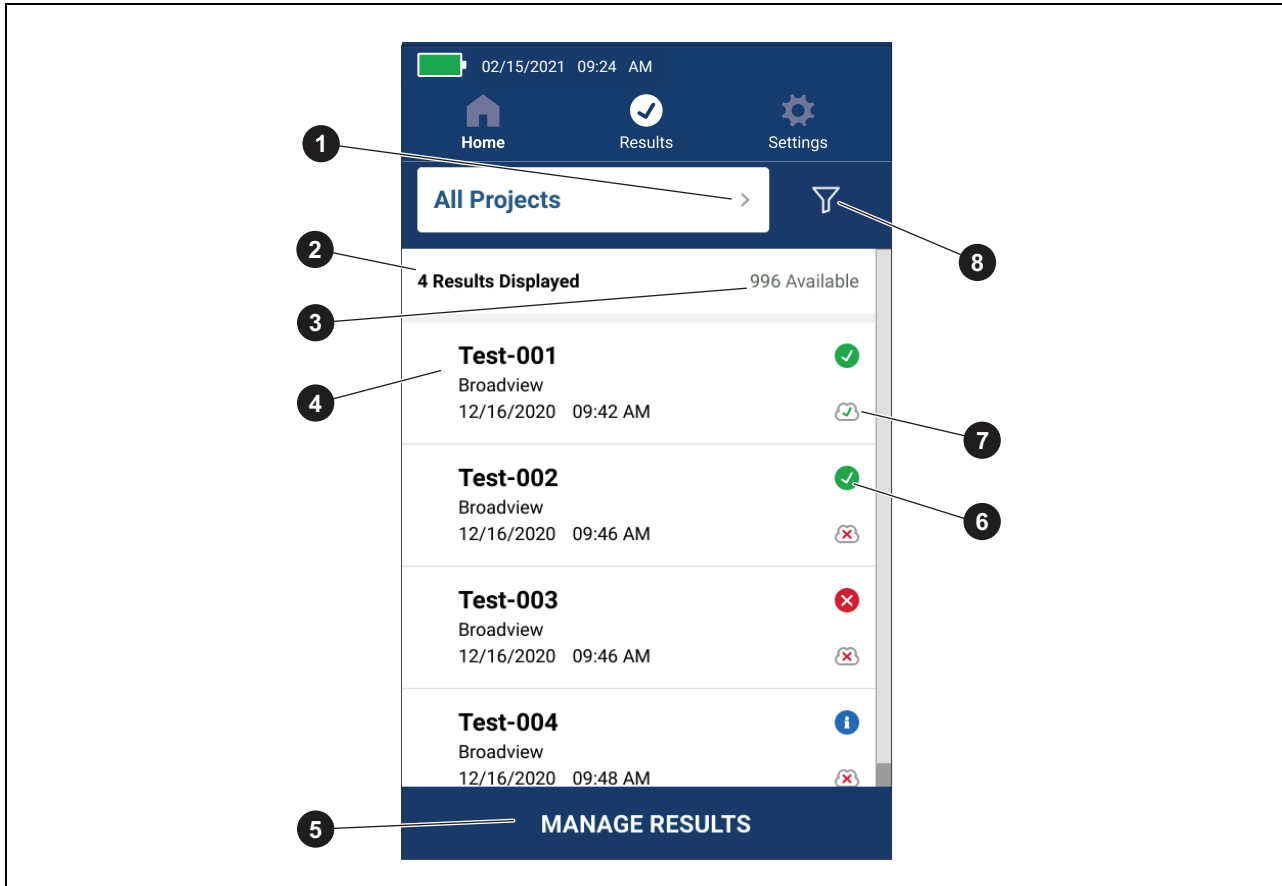 02/15/2021 09:24 AM
Home Results Settings
1
All Projects
8
2
4 Results Displayed 996 Available
3
Test-001
4
Broadview
12/16/2020 09:42 AM
7
Test-002
6
Broadview
12/16/2020 09:46 AM
Test-003
Broadview
12/16/2020 09:46 AM
Test-004
Broadview
12/16/2020 09:48 AM
5
MANAGE RESULTS